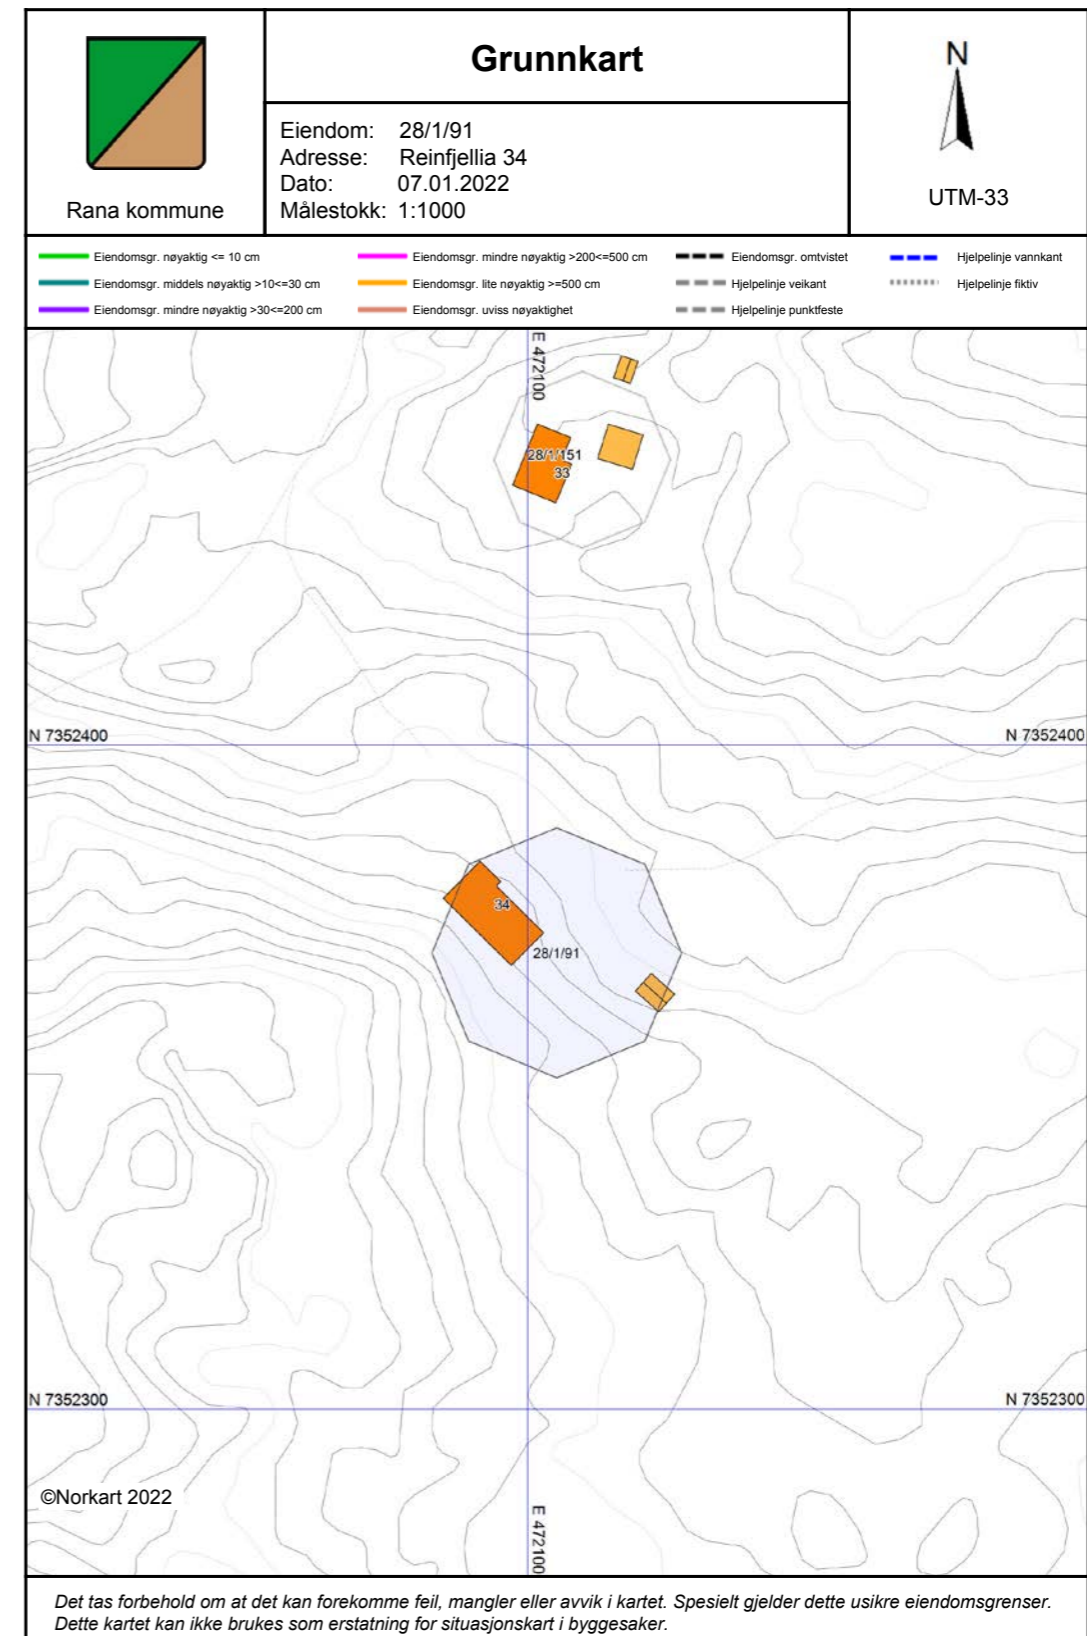 Grunnkart
Rana kommune
Eiendom: 28/1/91
Adresse: Reinfjellia 34
Dato: 07.01.2022
Målestokk: 1:1000
N
UTM-33
Eiendomsgr. nøyaktig <= 10 cm
Eiendomsgr. middels nøyaktig >10<=30 cm
Eiendomsgr. mindre nøyaktig >30<=200 cm
Eiendomsgr. mindre nøyaktig >200<=500 cm
Eiendomsgr. lite nøyaktig >=500 cm
Eiendomsgr. uviss nøyaktighet
Eiendomsgr. omtvistet
Hjelpelinje veikant
Hjelpelinje punktfeste
Hjelpelinje vannkant
Hjelpelinje fiktiv
E 472100
28/1/151
33
N 7352400
N 7352400
34
28/1/91
N 7352300
N 7352300
©Norkart 2022
E 472100
Det tas forbehold om at det kan forekomme feil, mangler eller avvik i kartet. Spesielt gjelder dette usikre eiendomsgrenser.
Dette kartet kan ikke brukes som erstatning for situasjonskart i byggesaker.